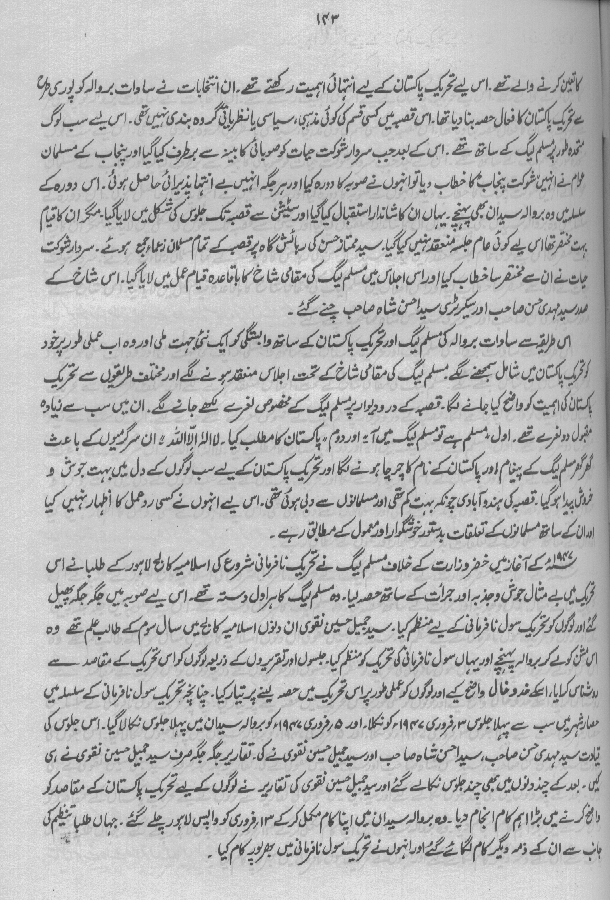 ۱۴۳
کا تعین کرنے والے تھے۔ اس لیے تحریک پاکستان کے لیے انتہائی اہمیت رکھتے تھے۔ ان انتخابات نے سادات بروالہ کو پوری طرح
سے تحریک پاکستان کا فعال حصہ بنا دیا تھا۔ اس قصبہ میں کسی قسم کی کوئی مذہبی، سیاسی یا نظریاتی گروہ بندی نہیں تھی۔ اس لیے سب لوگ
متحدہ طور پر مسلم لیگ کے ساتھ تھے۔ اس کے بعد جب سردار شوکت حیات کو صوبائی کابینہ سے برطرف کیا گیا اور پنجاب کے مسلمان
عوام نے انہیں شوکت پنجاب کا خطاب دیا تو انہوں نے صوبہ کا دورہ کیا اور ہر جگہ انہیں بے انتہا پذیرائی حاصل ہوئی۔ اس دورہ کے
سلسلہ میں وہ بروالہ سیدان بھی پہنچے۔ یہاں ان کا شاندار استقبال کیا گیا اور سٹیشن سے قصبہ تک جلوس کی شکل میں لایا گیا۔ مگر ان کا قیام
بہت مختصر تھا اس لیے کوئی عام جلسہ منعقد نہیں کیا گیا۔ سید ممتاز حسن کی رہائش گاہ پر قصبہ کے تمام مسلمان زعماء جمع ہوئے۔ سردار شوکت
حیات نے ان سے مختصر سا خطاب کیا اور اس اجلاس میں مسلم لیگ کی مقامی شاخ کا باقاعدہ قیام عمل میں لایا گیا۔ اس شاخ کے
صدر سید مہدی حسن صاحب اور سیکرٹری سید احسن شاہ صاحب چنے گئے۔
اس طریقہ سے سادات بروالہ کی مسلم لیگ اور تحریک پاکستان کے ساتھ وابستگی کو ایک نئی جہت ملی اور وہ اب عملی طور پر خود
کو تحریک پاکستان میں شامل سمجھنے لگے۔ مسلم لیگ کی مقامی شاخ کے تحت اجلاس منعقد ہونے لگے اور مختلف طریقوں سے تحریک
پاکستان کی اہمیت کو واضح کیا جانے لگا۔ قصبہ کے در و دیوار پر مسلم لیگ کے مخصوص نعرے لکھے جانے لگے۔ ان میں سب سے زیادہ
مقبول دو نعرے تھے۔ اول "مسلم ہے تو مسلم لیگ میں آ" اور دوم "پاکستان کا مطلب کیا۔ لا الہ الا اللہ" ان سرگرمیوں کے باعث
گھر گھر مسلم لیگ کے پیغام اور پاکستان کے نام کا چرچا ہونے لگا اور تحریک پاکستان کے لیے سب لوگوں کے دل میں بہت جوش و
خروش پیدا ہو گیا۔ قصبہ کی ہندو آبادی چونکہ بہت کم تھی اور مسلمانوں سے دبی ہوئی تھی۔ اس لیے انہوں نے کسی ردعمل کا اظہار نہیں کیا
اور ان کے ساتھ مسلمانوں کے تعلقات بدستور خوشگوار اور معمول کے مطابق رہے۔
۱۹۴۷ء کے آغاز میں خضر وزارت کے خلاف مسلم لیگ نے تحریک نافرمانی شروع کی اسلامیہ کالج لاہور کے طلبا نے اس
تحریک میں بے مثال جوش و جذبہ اور جرات کے ساتھ حصہ لیا۔ وہ مسلم لیگ کا ہراول دستہ تھے۔ اس لیے صوبہ میں جگہ جگہ پھیل
گئے اور لوگوں کو تحریک سول نافرمانی کے لیے منظم کیا۔ سید جمیل حسین نقوی ان دنوں اسلامیہ کالج میں سال سوم کے طالب علم تھے وہ
اس مشن کو لے کر بروالہ پہنچے اور یہاں سول نافرمانی کی تحریک کو منظم کیا۔ جلسوں اور تقریروں کے ذریعہ لوگوں کو اس تحریک کے مقاصد سے
روشناس کرایا، اسکے خدوخال واضح کیے اور لوگوں کو عملی طور پر اس تحریک میں حصہ لینے پر تیار کیا۔ چنانچہ تحریک سول نافرمانی کے سلسلہ میں
حصار شہر میں سب سے پہلا جلوس ۳ فروری ۱۹۴۷ء کو نکلا۔ اور ۵ فروری ۱۹۴۷ء کو بروالہ سیدان میں پہلا جلوس نکالا گیا۔ اس جلوس کی
قیادت سید مہدی حسن صاحب، سید احسن شاہ صاحب اور سید جمیل حسین نقوی نے کی۔ تقاریر جگہ جگہ صرف سید جمیل حسین نقوی نے ہی
کیں۔ بعد کے چند دنوں میں بھی چند جلوس نکالے گئے اور سید جمیل حسین نقوی کی تقاریر نے لوگوں کے لیے تحریک پاکستان کے مقاصد کو
واضح کرنے میں بڑا اہم کام انجام دیا۔ وہ بروالہ سیدان میں اپنا کام مکمل کر کے ۱۳ فروری کو واپس لاہور چلے گئے۔ جہاں طلبا تنظیم کی
جانب سے ان کے ذمہ دیگر کام لگائے گئے اور انہوں نے تحریک سول نافرمانی میں بھرپور کام کیا۔